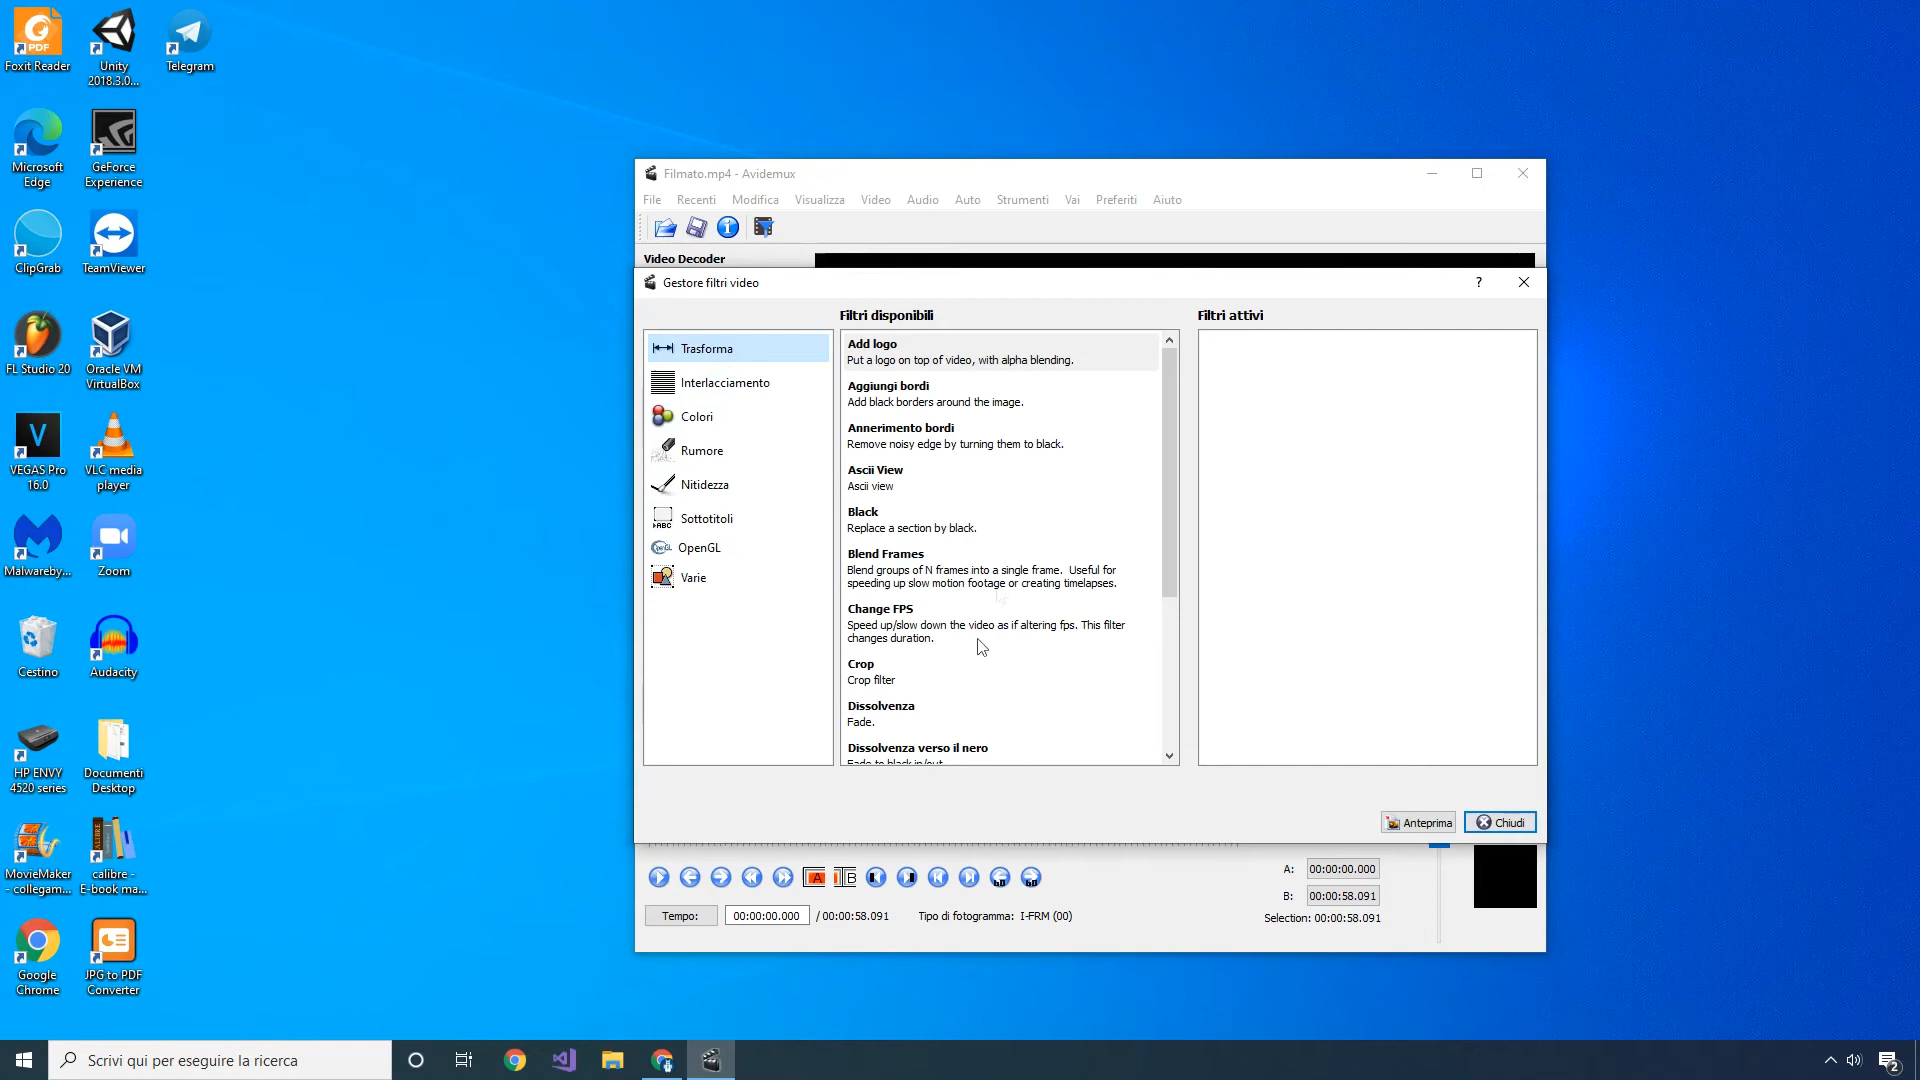 Foxit Reader
Unity
2018.3.0...
Telegram
Microsoft
Edge
GeForce
Experience
ClipGrab
TeamViewer
FL Studio 20
Oracle VM
VirtualBox
VEGAS Pro
16.0
VLC media
player
Malwareby...
Zoom
Cestino
Audacity
HP ENVY
4520 series
Documenti
Desktop
MovieMaker
- collegam...
calibre -
E-book ma...
Google
Chrome
JPG to PDF
Converter
Filmato.mp4 - Avidemux
File Recenti Modifica Visualizza Video Audio Auto Strumenti Vai Preferiti Aiuto
Video Decoder
Gestore filtri video
?
Filtri disponibili
Filtri attivi
Trasforma
Interlacciamento
Colori
Rumore
Nitidezza
Sottotitoli
OpenGL
Varie
Add logo
Put a logo on top of video, with alpha blending.
Aggiungi bordi
Add black borders around the image.
Annerimento bordi
Remove noisy edge by turning them to black.
Ascii View
Ascii view
Black
Replace a section by black.
Blend Frames
Blend groups of N frames into a single frame. Useful for
speeding up slow motion footage or creating timelapses.
Change FPS
Speed up/slow down the video as if altering fps. This filter
changes duration.
Crop
Crop filter
Dissolvenza
Fade.
Dissolvenza verso il nero
Fade to black in/out
Anteprima
Chiudi
A B
60 60
A: 00:00:00.000
B: 00:00:58.091
Tempo: 00:00:00.000 / 00:00:58.091 Tipo di fotogramma: I-FRM (00)
Selection: 00:00:58.091
Scrivi qui per eseguire la ricerca
2